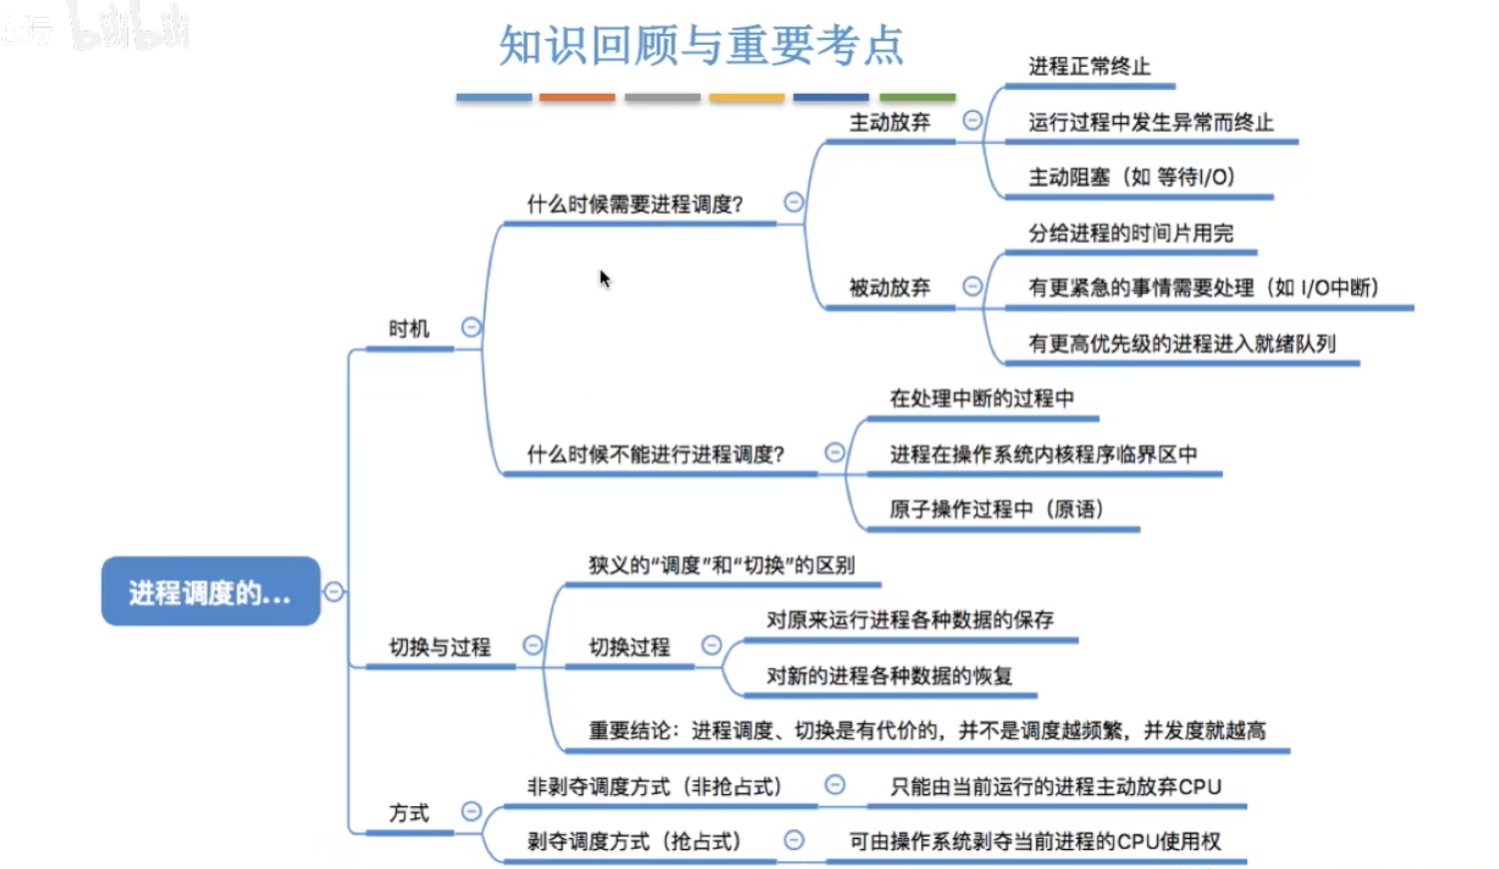 bilibili
知识回顾与重要考点
进程正常终止
主动放弃
运行过程中发生异常而终止
主动阻塞（如 等待I/O）
什么时候需要进程调度？
分给进程的时间片用完
被动放弃
有更紧急的事情需要处理（如 I/O中断）
有更高优先级的进程进入就绪队列
时机
在处理中断的过程中
什么时候不能进行进程调度？
进程在操作系统内核程序临界区中
原子操作过程中（原语）
进程调度的...
狭义的“调度”和“切换”的区别
切换与过程
切换过程
对原来运行进程各种数据的保存
对新的进程各种数据的恢复
重要结论：进程调度、切换是有代价的，并不是调度越频繁，并发度就越高
方式
非剥夺调度方式（非抢占式）
只能由当前运行的进程主动放弃CPU
剥夺调度方式（抢占式）
可由操作系统剥夺当前进程的CPU使用权